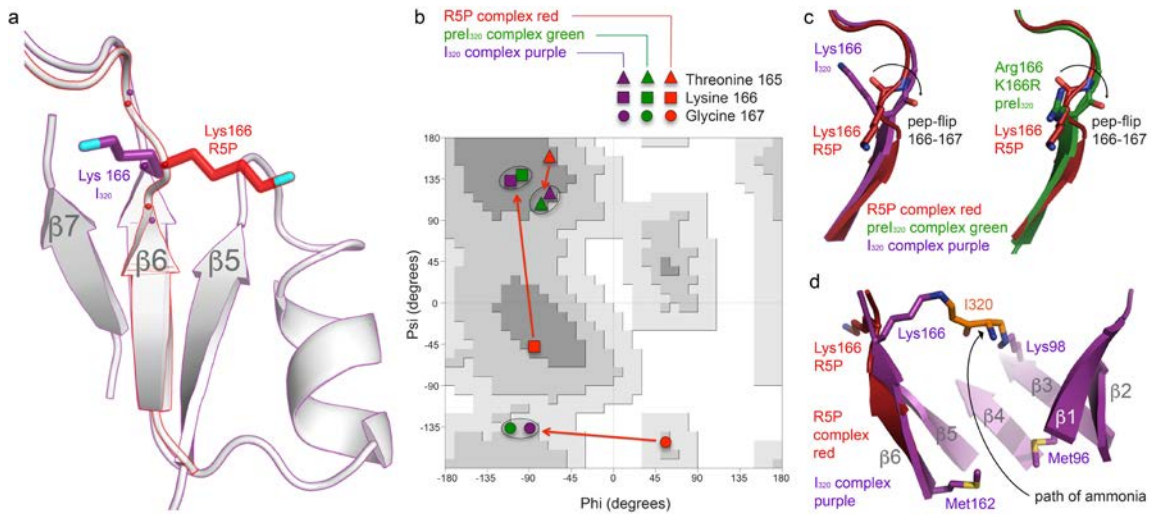 a
Lys166
R5P
Lys 166
I320
β7
β6
β5
b
R5P complex red
preI320 complex green
I320 complex purple
Threonine 165
Lysine 166
Glycine 167
180
135
90
45
0
-45
-90
-135
-180 -135 -90 -45 0 45 90 135 180
Psi (degrees)
Phi (degrees)
c
Lys166
I320
Lys166
R5P
pep-flip
166-167
Arg166
K166R
preI320
Lys166
R5P
pep-flip
166-167
R5P complex red
preI320 complex green
I320 complex purple
d
I320
Lys166
Lys98
Lys166
R5P
β3
β2
β4
β1
R5P
complex
red
β5
β6
Met96
I320 complex
purple
Met162
path of ammonia